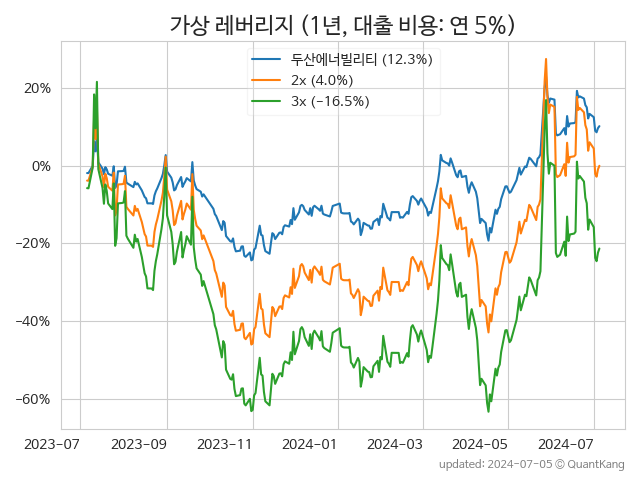 가상 레버리지 (1년, 대출 비용: 연 5%)
두산에너빌리티 (12.3%)
2x (4.0%)
3x (−16.5%)
20%
0%
−20%
−40%
−60%
2023-07 2023-09 2023-11 2024-01 2024-03 2024-05 2024-07
updated: 2024-07-05 ⓒ QuantKang